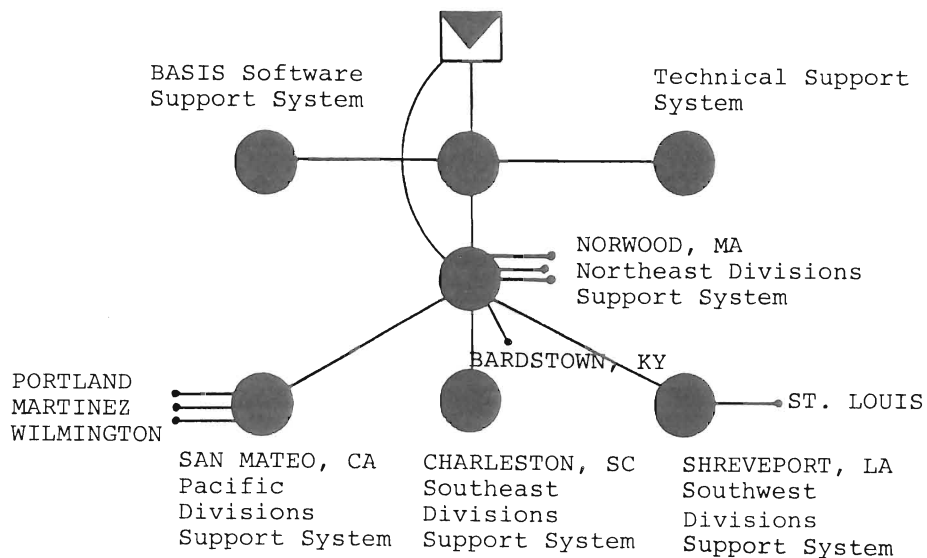 BASIS Software
Support System
Technical Support
System
NORWOOD, MA
Northeast Divisions
Support System
BARDSTOWN, KY
PORTLAND
MARTINEZ
WILMINGTON
ST. LOUIS
SAN MATEO, CA
Pacific
Divisions
Support System
CHARLESTON, SC
Southeast
Divisions
Support System
SHREVEPORT, LA
Southwest
Divisions
Support System